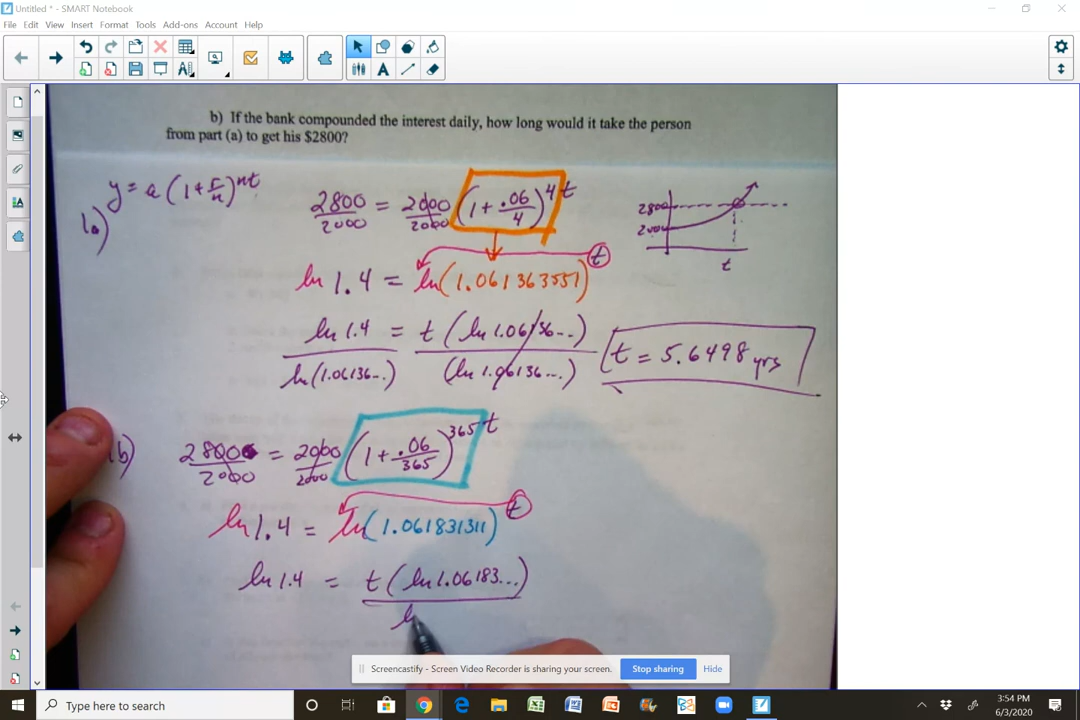 Untitled * - SMART Notebook
File Edit View Insert Format Tools Add-ons Account Help
b) If the bank compounded the interest daily, how long would it take the person
from part (a) to get his $2800?
y = a (1 + r/n)^nt
1a)
2800/2000 = 2000/2000 (1 + .06/4)^4t
2800
2000
t
ln 1.4 = ln(1.061363551) t
ln 1.4 = t (ln 1.06136...)
ln(1.06136...) (ln 1.06136...)
t = 5.6498 yrs
b) 2800/2000 = 2000/2000 (1 + .06/365)^365t
ln 1.4 = ln(1.061831311) t
ln 1.4 = t (ln 1.06183...)
l
Screencastify - Screen Video Recorder is sharing your screen. Stop sharing Hide
Type here to search
3:54 PM
6/3/2020